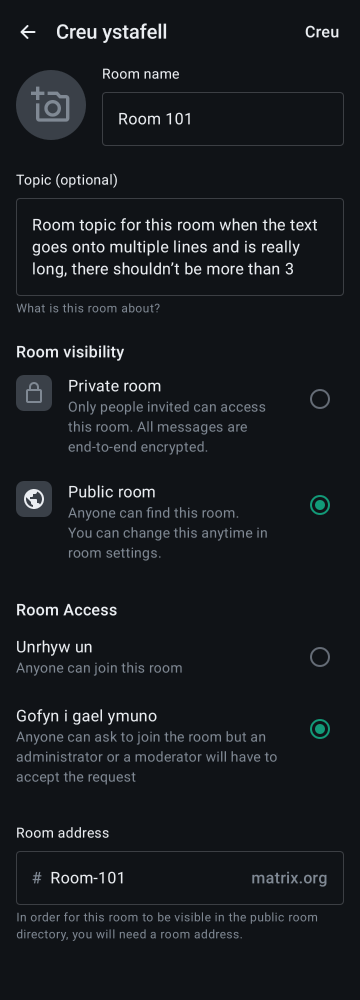 Creu ystafell
Creu
Room name
Room 101
Topic (optional)
Room topic for this room when the text
goes onto multiple lines and is really
long, there shouldn’t be more than 3
What is this room about?
Room visibility
Private room
Only people invited can access
this room. All messages are
end-to-end encrypted.
Public room
Anyone can find this room.
You can change this anytime in
room settings.
Room Access
Unrhyw un
Anyone can join this room
Gofyn i gael ymuno
Anyone can ask to join the room but an
administrator or a moderator will have to
accept the request
Room address
# Room-101 matrix.org
In order for this room to be visible in the public room
directory, you will need a room address.